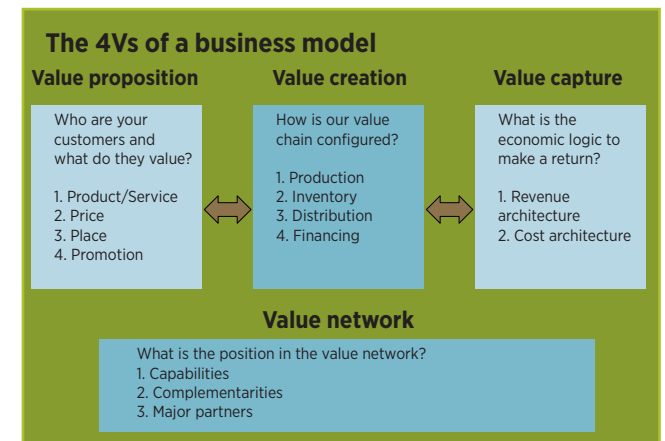 The 4Vs of a business model
Value proposition
Who are your
customers and
what do they value?
1. Product/Service
2. Price
3. Place
4. Promotion
Value creation
How is our value
chain configured?
1. Production
2. Inventory
3. Distribution
4. Financing
Value capture
What is the
economic logic to
make a return?
1. Revenue
architecture
2. Cost architecture
Value network
What is the position in the value network?
1. Capabilities
2. Complementarities
3. Major partners